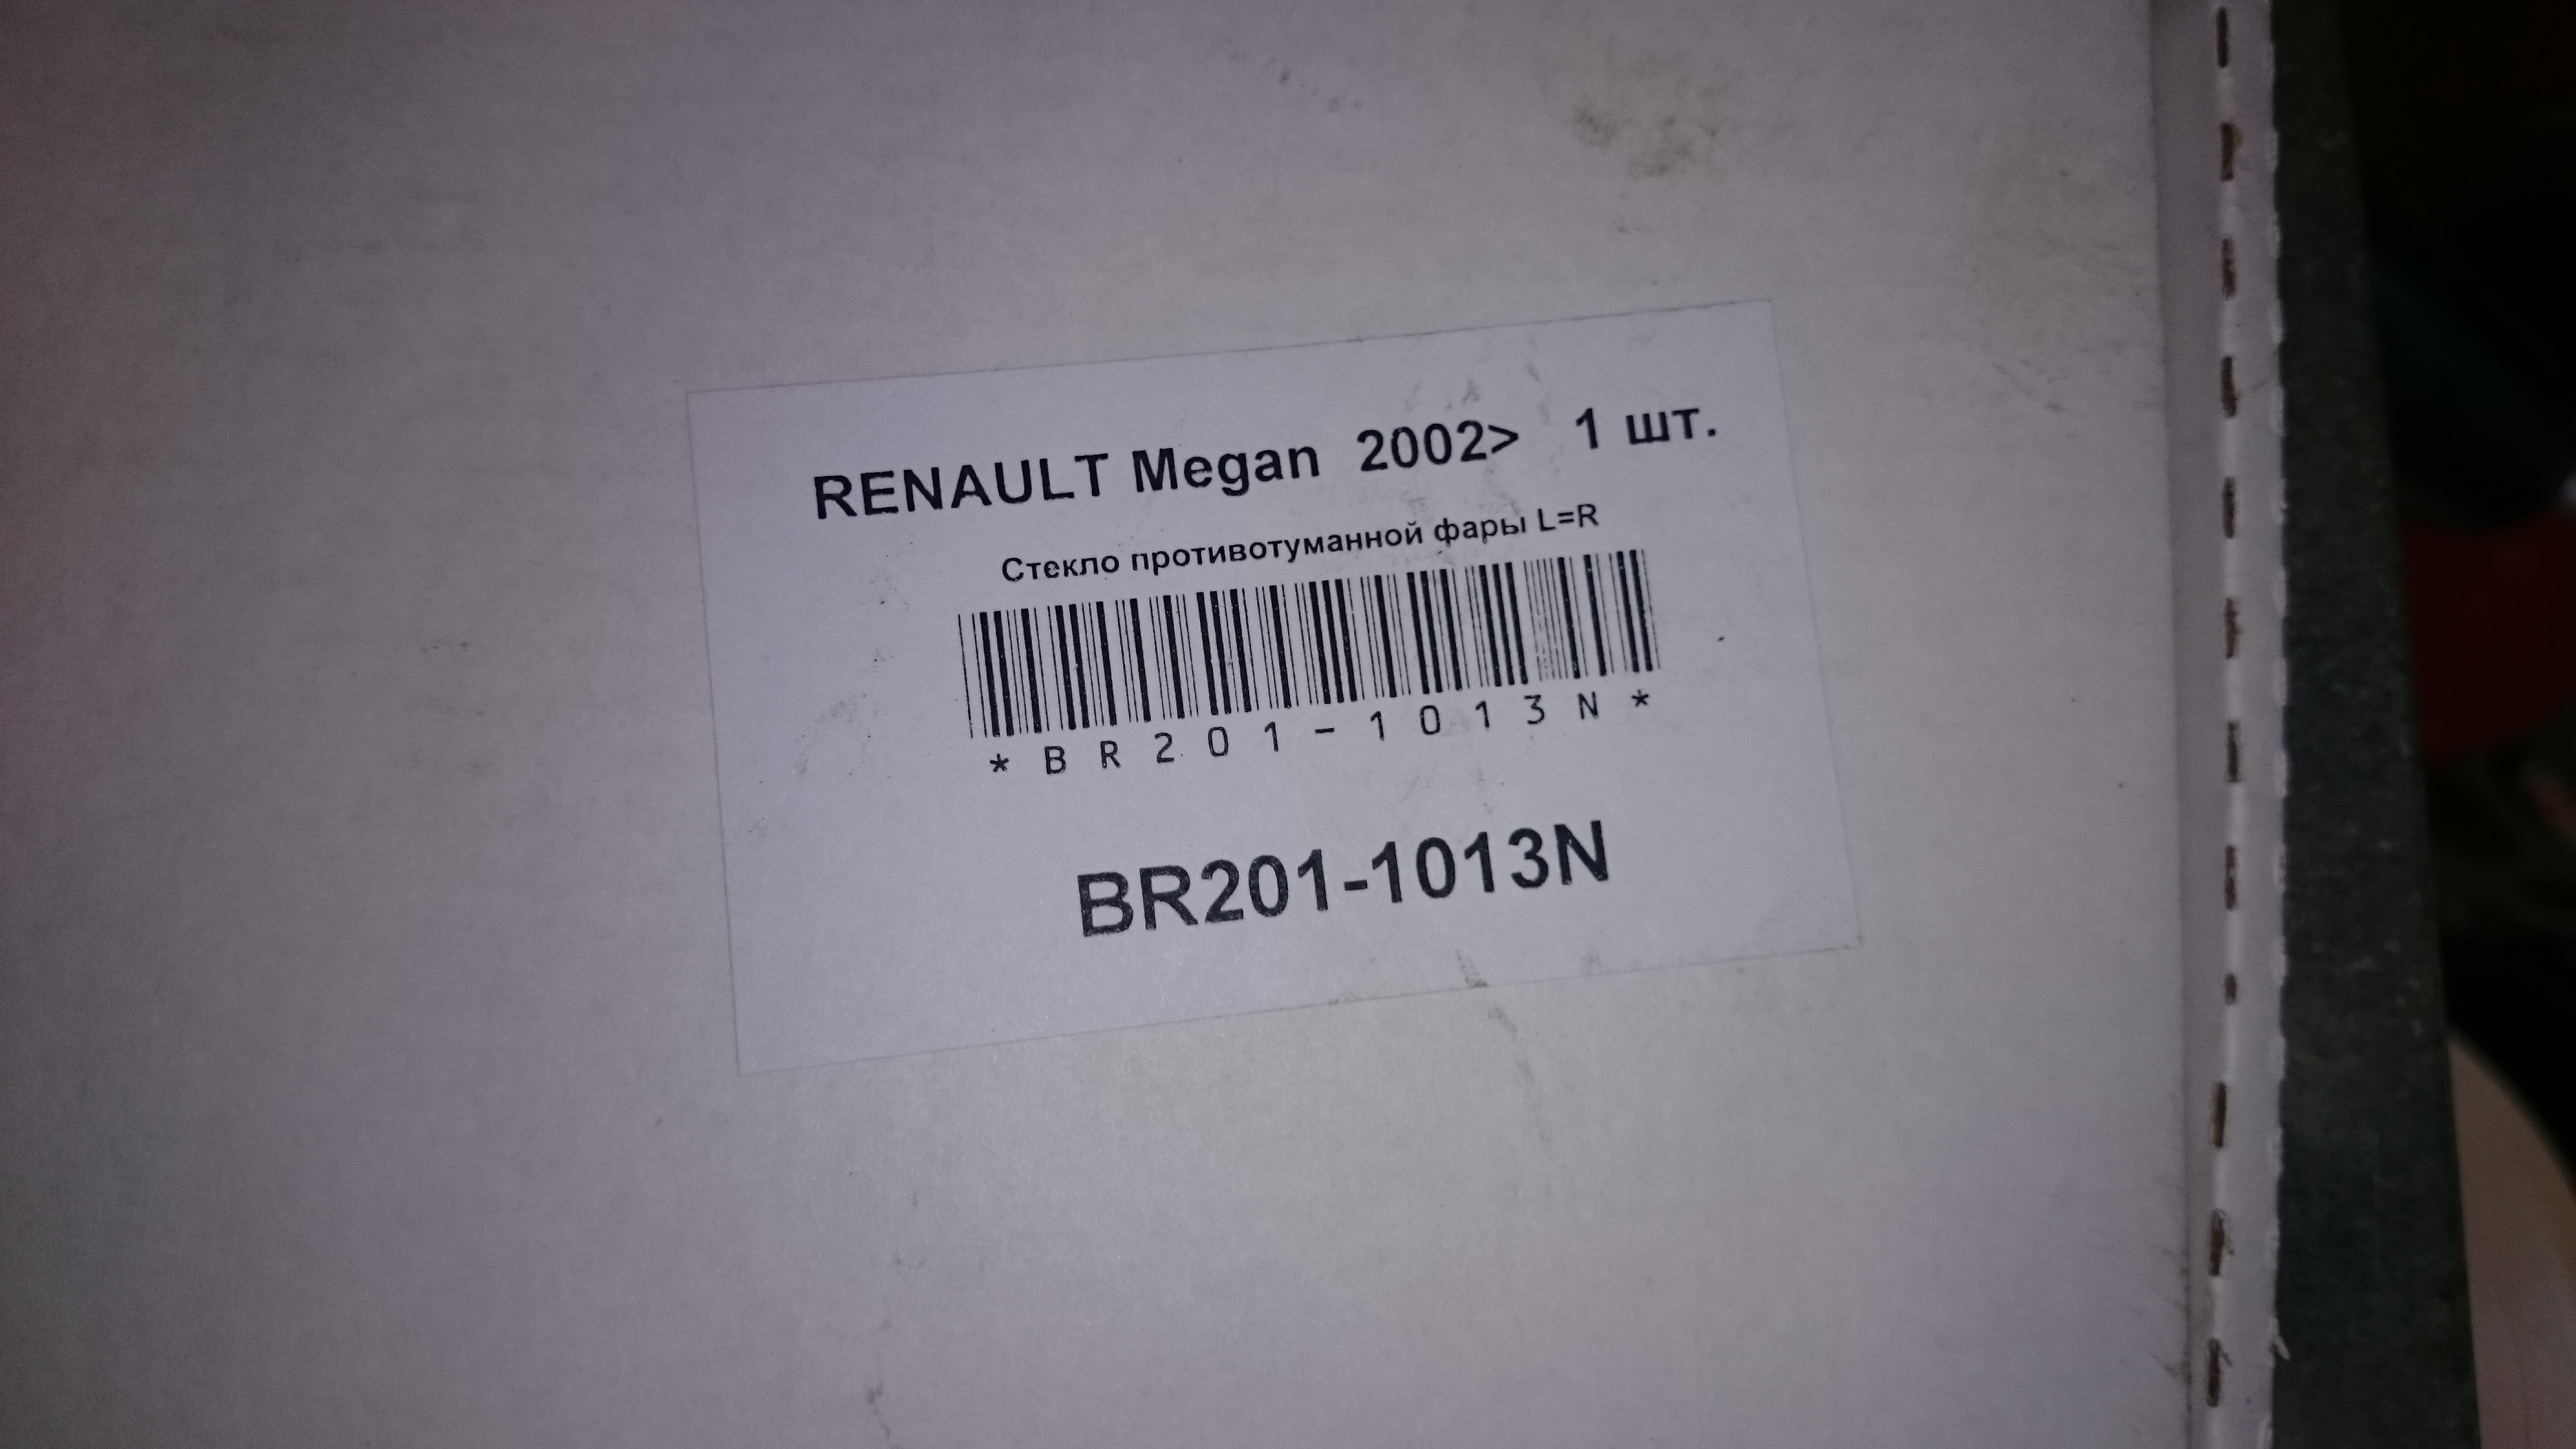 RENAULT Megan 2002> 1 шт.
Стекло противотуманной фары L=R
*BR201-1013N*
BR201-1013N